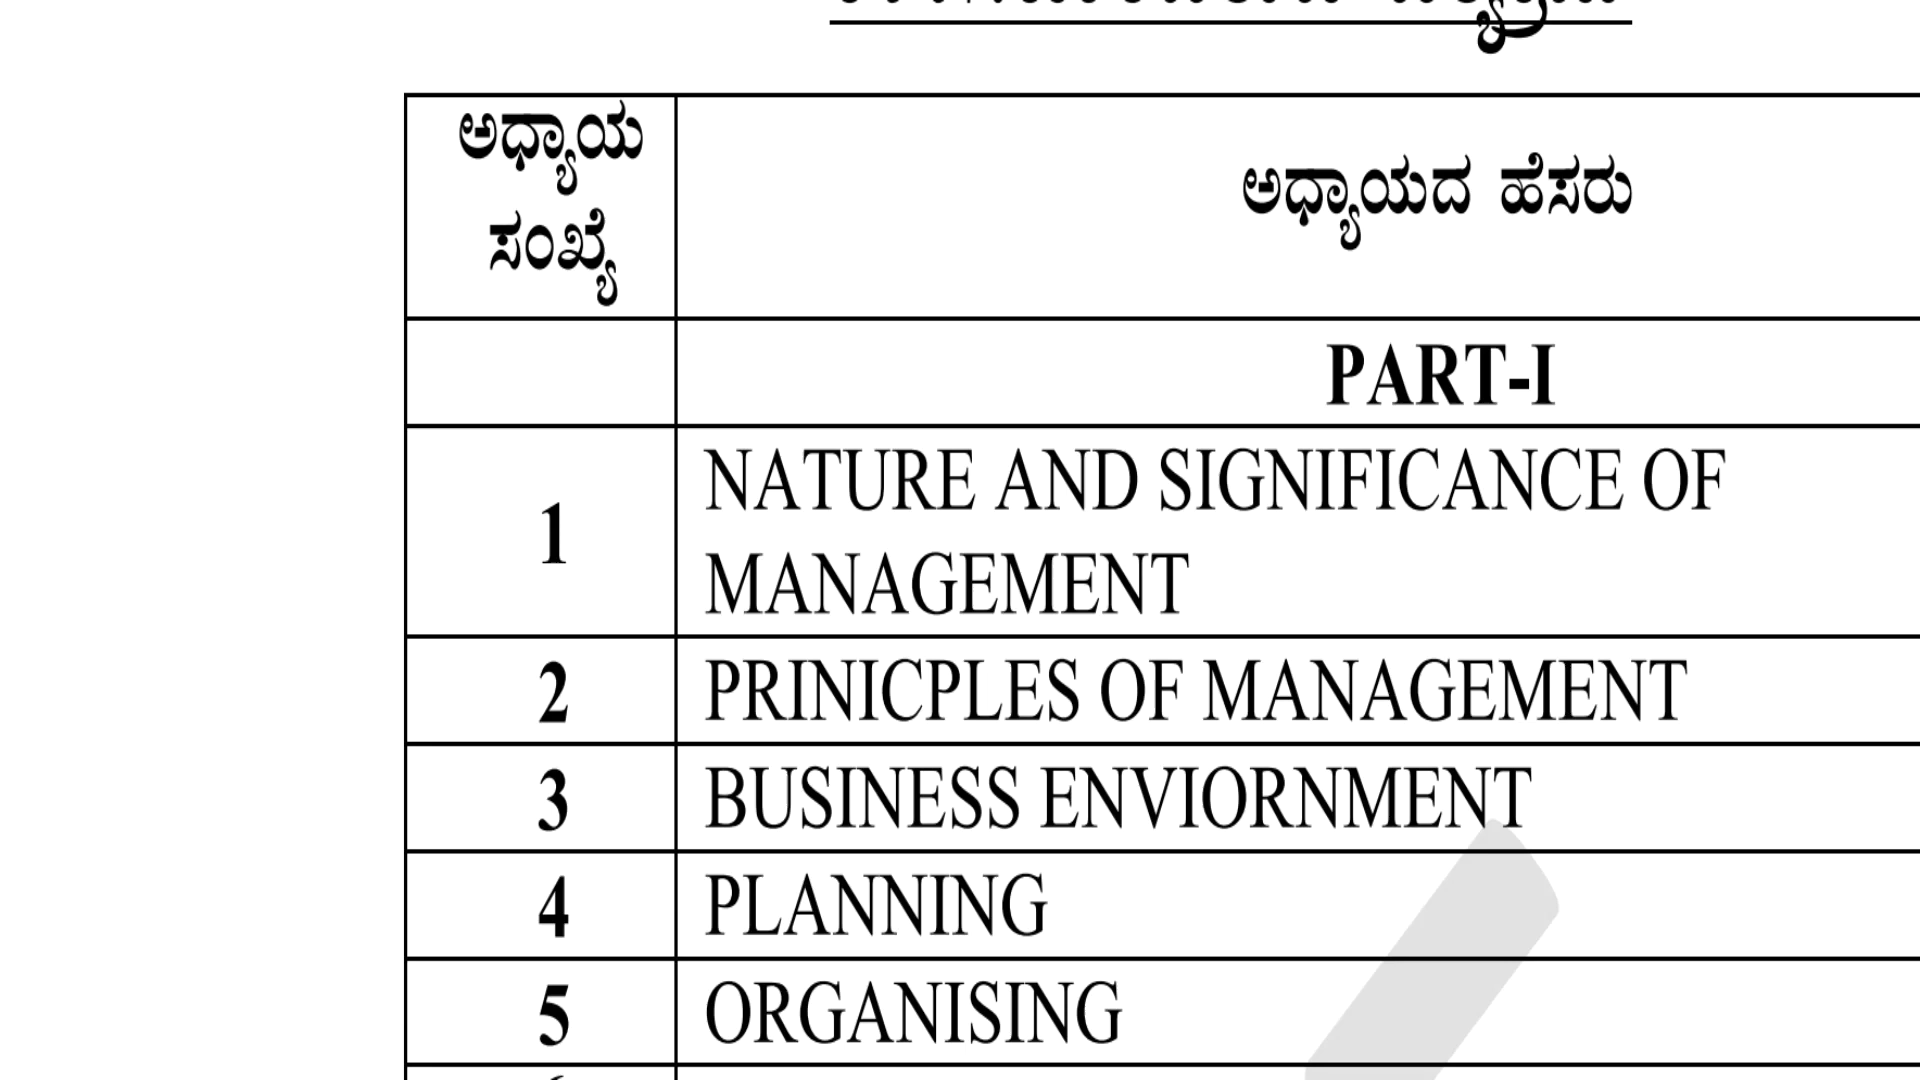 ಅಧ್ಯಾಯ
ಸಂಖ್ಯೆ
ಅಧ್ಯಾಯದ ಹೆಸರು
PART-I
1
NATURE AND SIGNIFICANCE OF
MANAGEMENT
2 PRINICPLES OF MANAGEMENT
3 BUSINESS ENVIORNMENT
4 PLANNING
5 ORGANISING